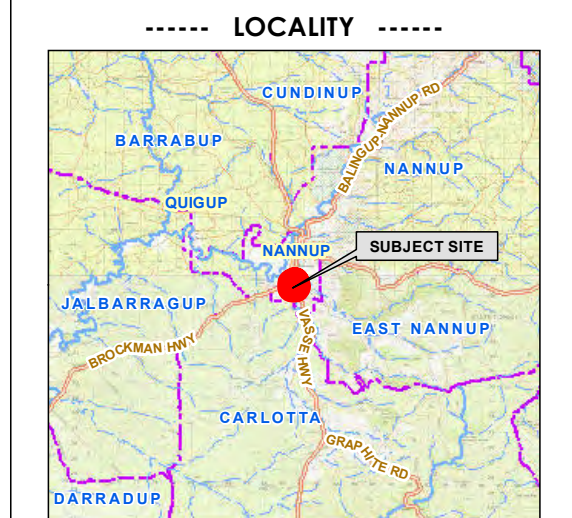 ------ LOCALITY ------
CUNDINUP
BALINGUP-NANNUP RD
BARRABUP
NANNUP
QUIGUP
NANNUP
SUBJECT SITE
JALBARRAGUP
VASSE HWY
EAST NANNUP
BROCKMAN HWY
CARLOTTA
GRAPHITE RD
DARRADUP